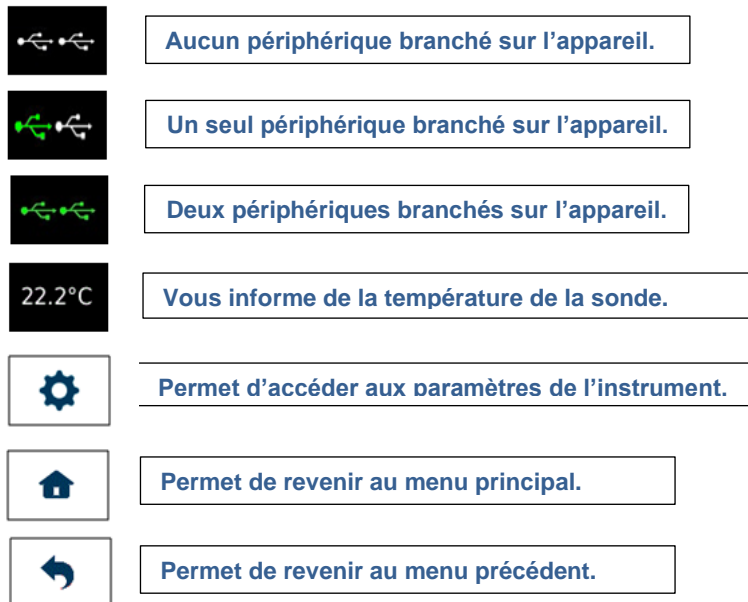 Aucun périphérique branché sur l’appareil.
Un seul périphérique branché sur l’appareil.
Deux périphériques branchés sur l’appareil.
22.2°C
Vous informe de la température de la sonde.
Permet d’accéder aux paramètres de l’instrument.
Permet de revenir au menu principal.
Permet de revenir au menu précédent.